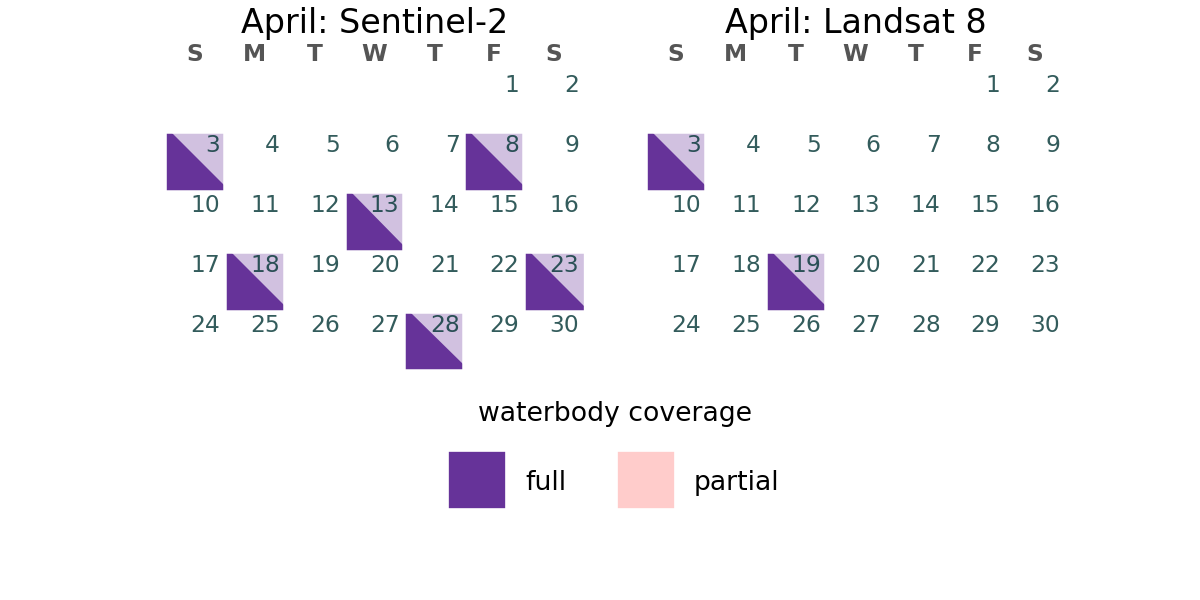 April: Sentinel-2
S M T W T F S
1 2
3 4 5 6 7 8 9
10 11 12 13 14 15 16
17 18 19 20 21 22 23
24 25 26 27 28 29 30
April: Landsat 8
S M T W T F S
1 2
3 4 5 6 7 8 9
10 11 12 13 14 15 16
17 18 19 20 21 22 23
24 25 26 27 28 29 30
waterbody coverage
full
partial